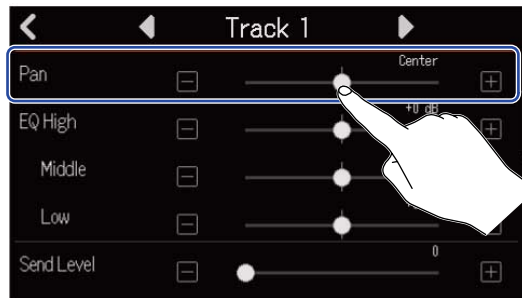 Track 1
Pan
Center
EQ High
+0 dB
Middle
Low
Send Level
0